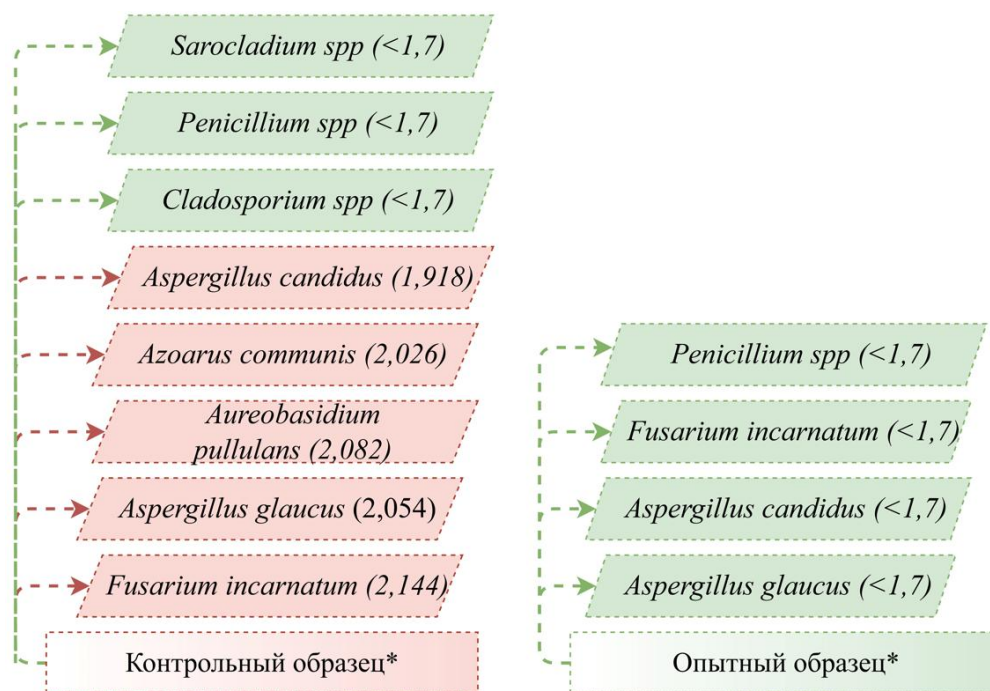 Sarocladium spp (<1,7)
Penicillium spp (<1,7)
Cladosporium spp (<1,7)
Aspergillus candidus (1,918)
Azoarus communis (2,026)
Aureobasidium
pullulans (2,082)
Aspergillus glaucus (2,054)
Fusarium incarnatum (2,144)
Контрольный образец*
Penicillium spp (<1,7)
Fusarium incarnatum (<1,7)
Aspergillus candidus (<1,7)
Aspergillus glaucus (<1,7)
Опытный образец*